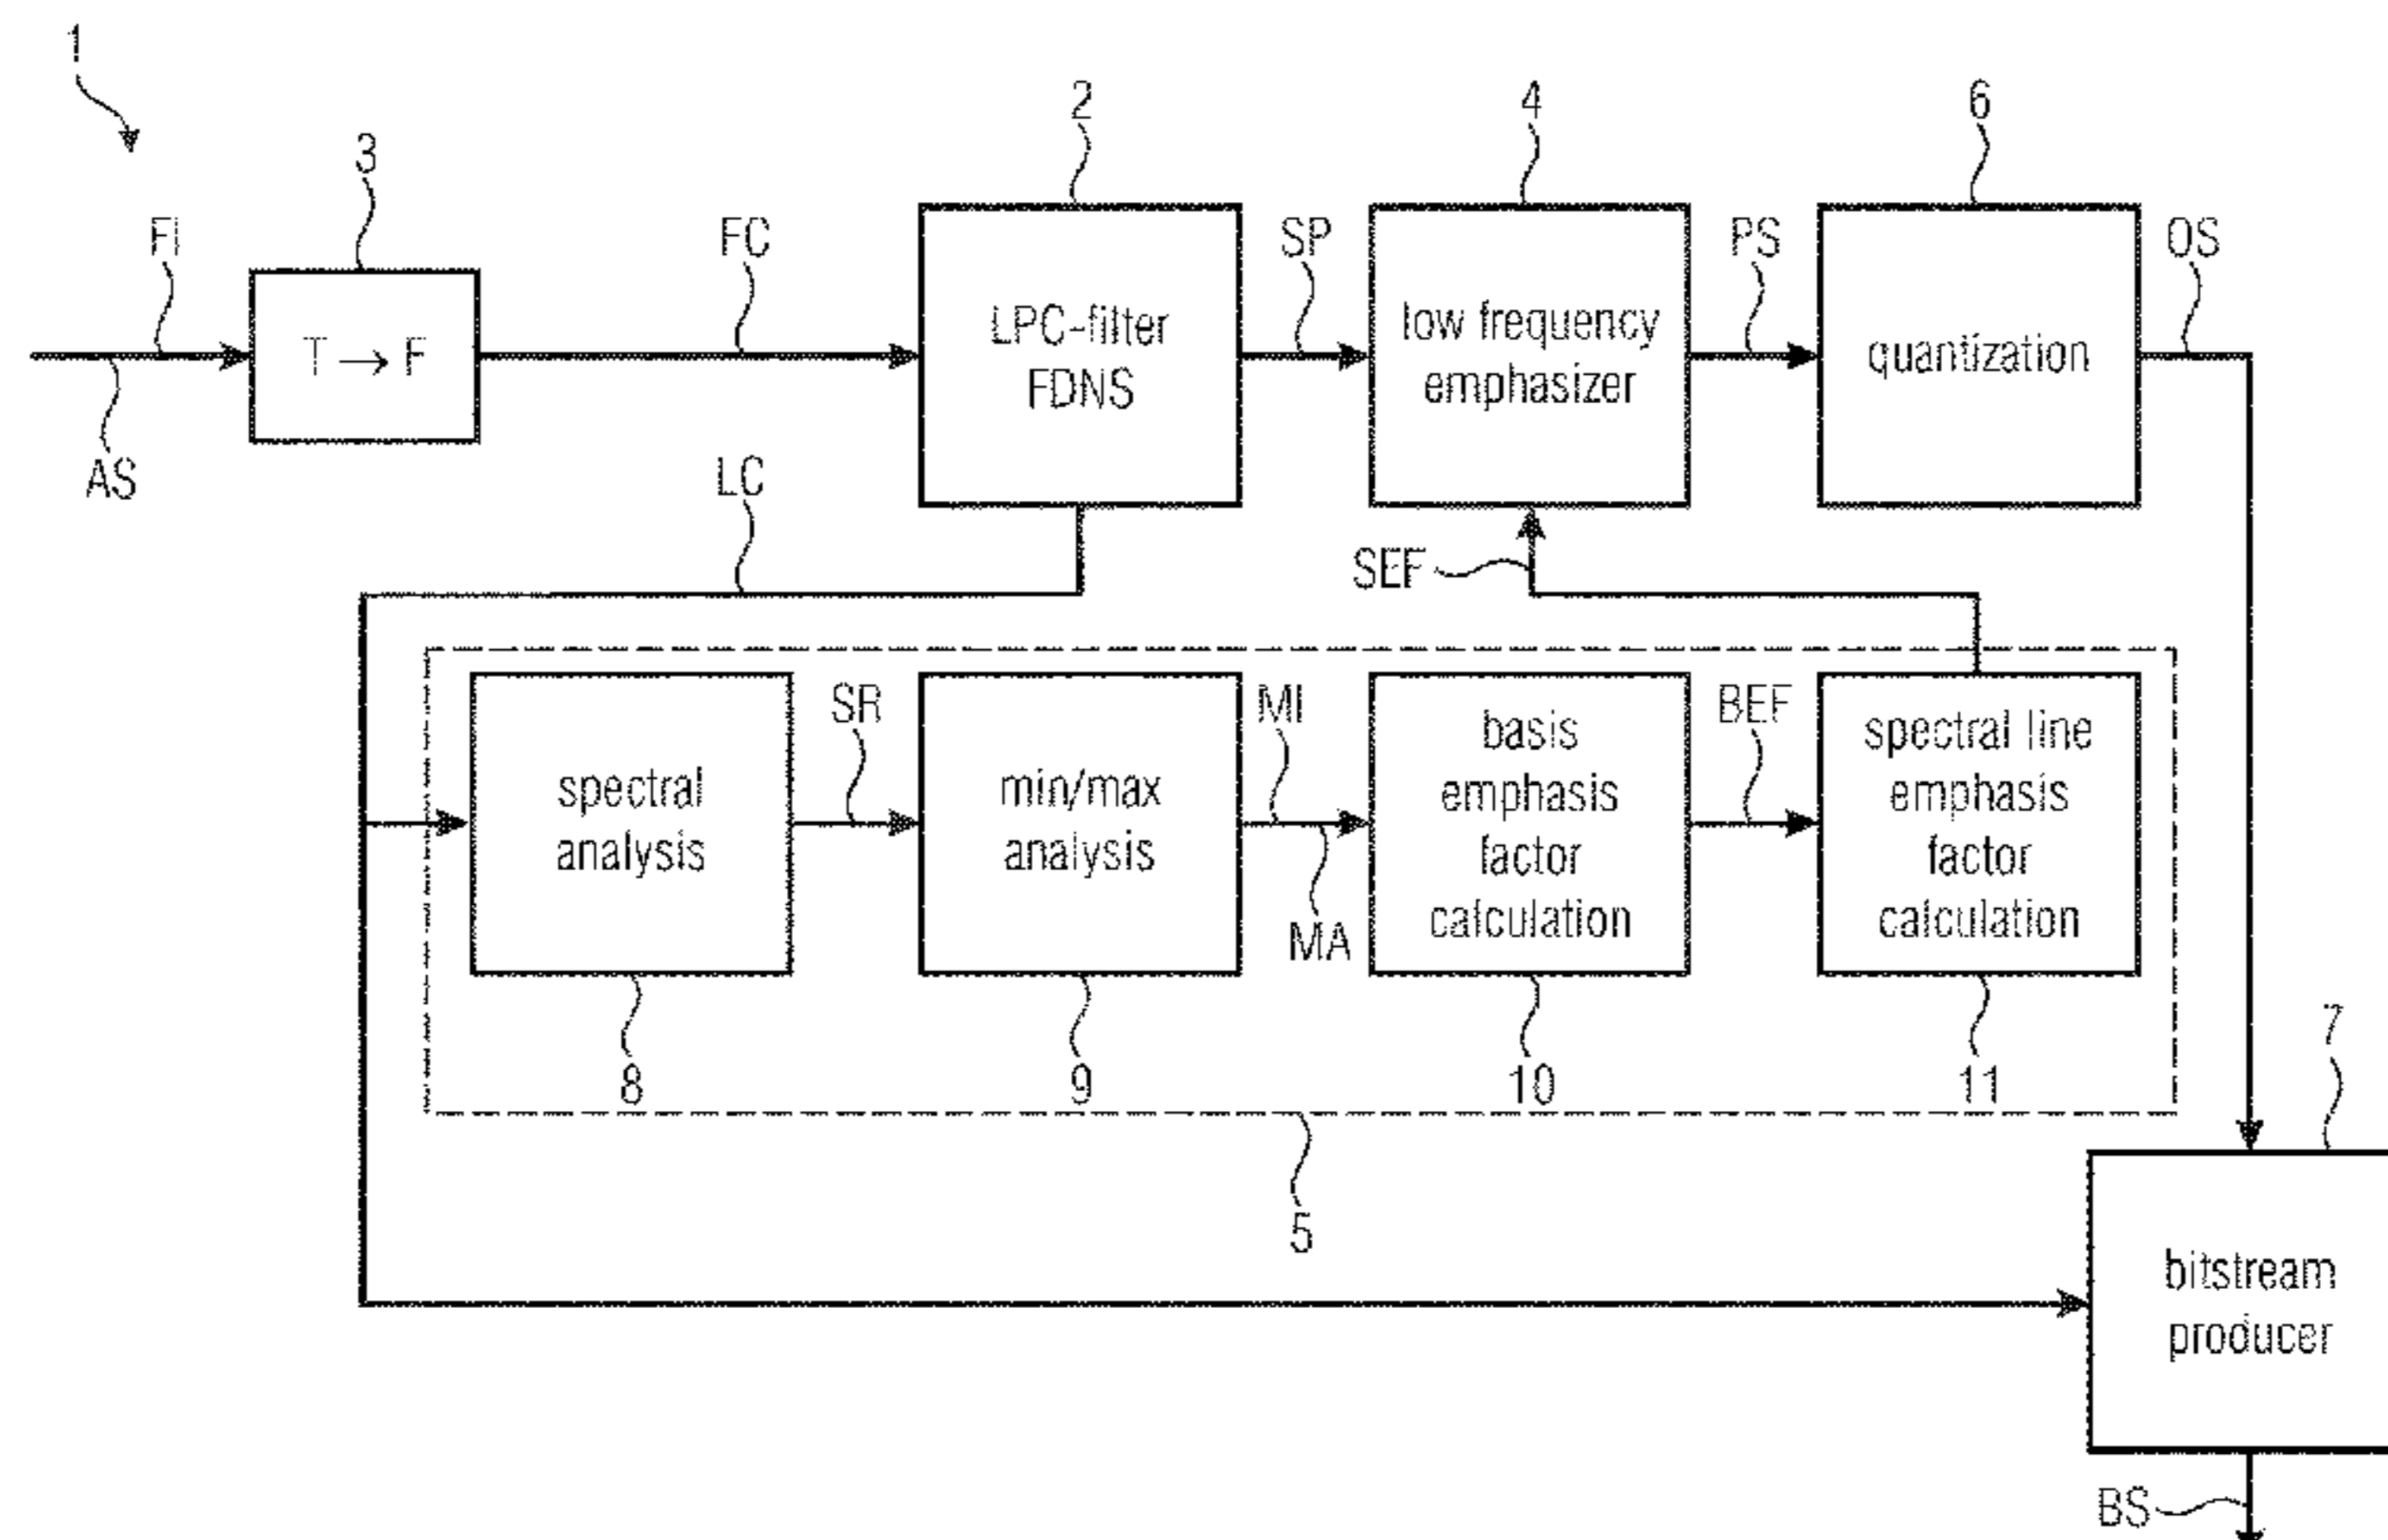 1
3
2
4
6
FI
FC
SP
PS
OS
T → F
LPC-filter
FDNS
low frequency
emphasizer
quantization
AS
LC
SEF
SR
MI
BEF
spectral
analysis
min/max
analysis
basis
emphasis
factor
calculation
spectral line
emphasis
factor
calculation
MA
8
9
10
11
7
5
bitstream
producer
BS